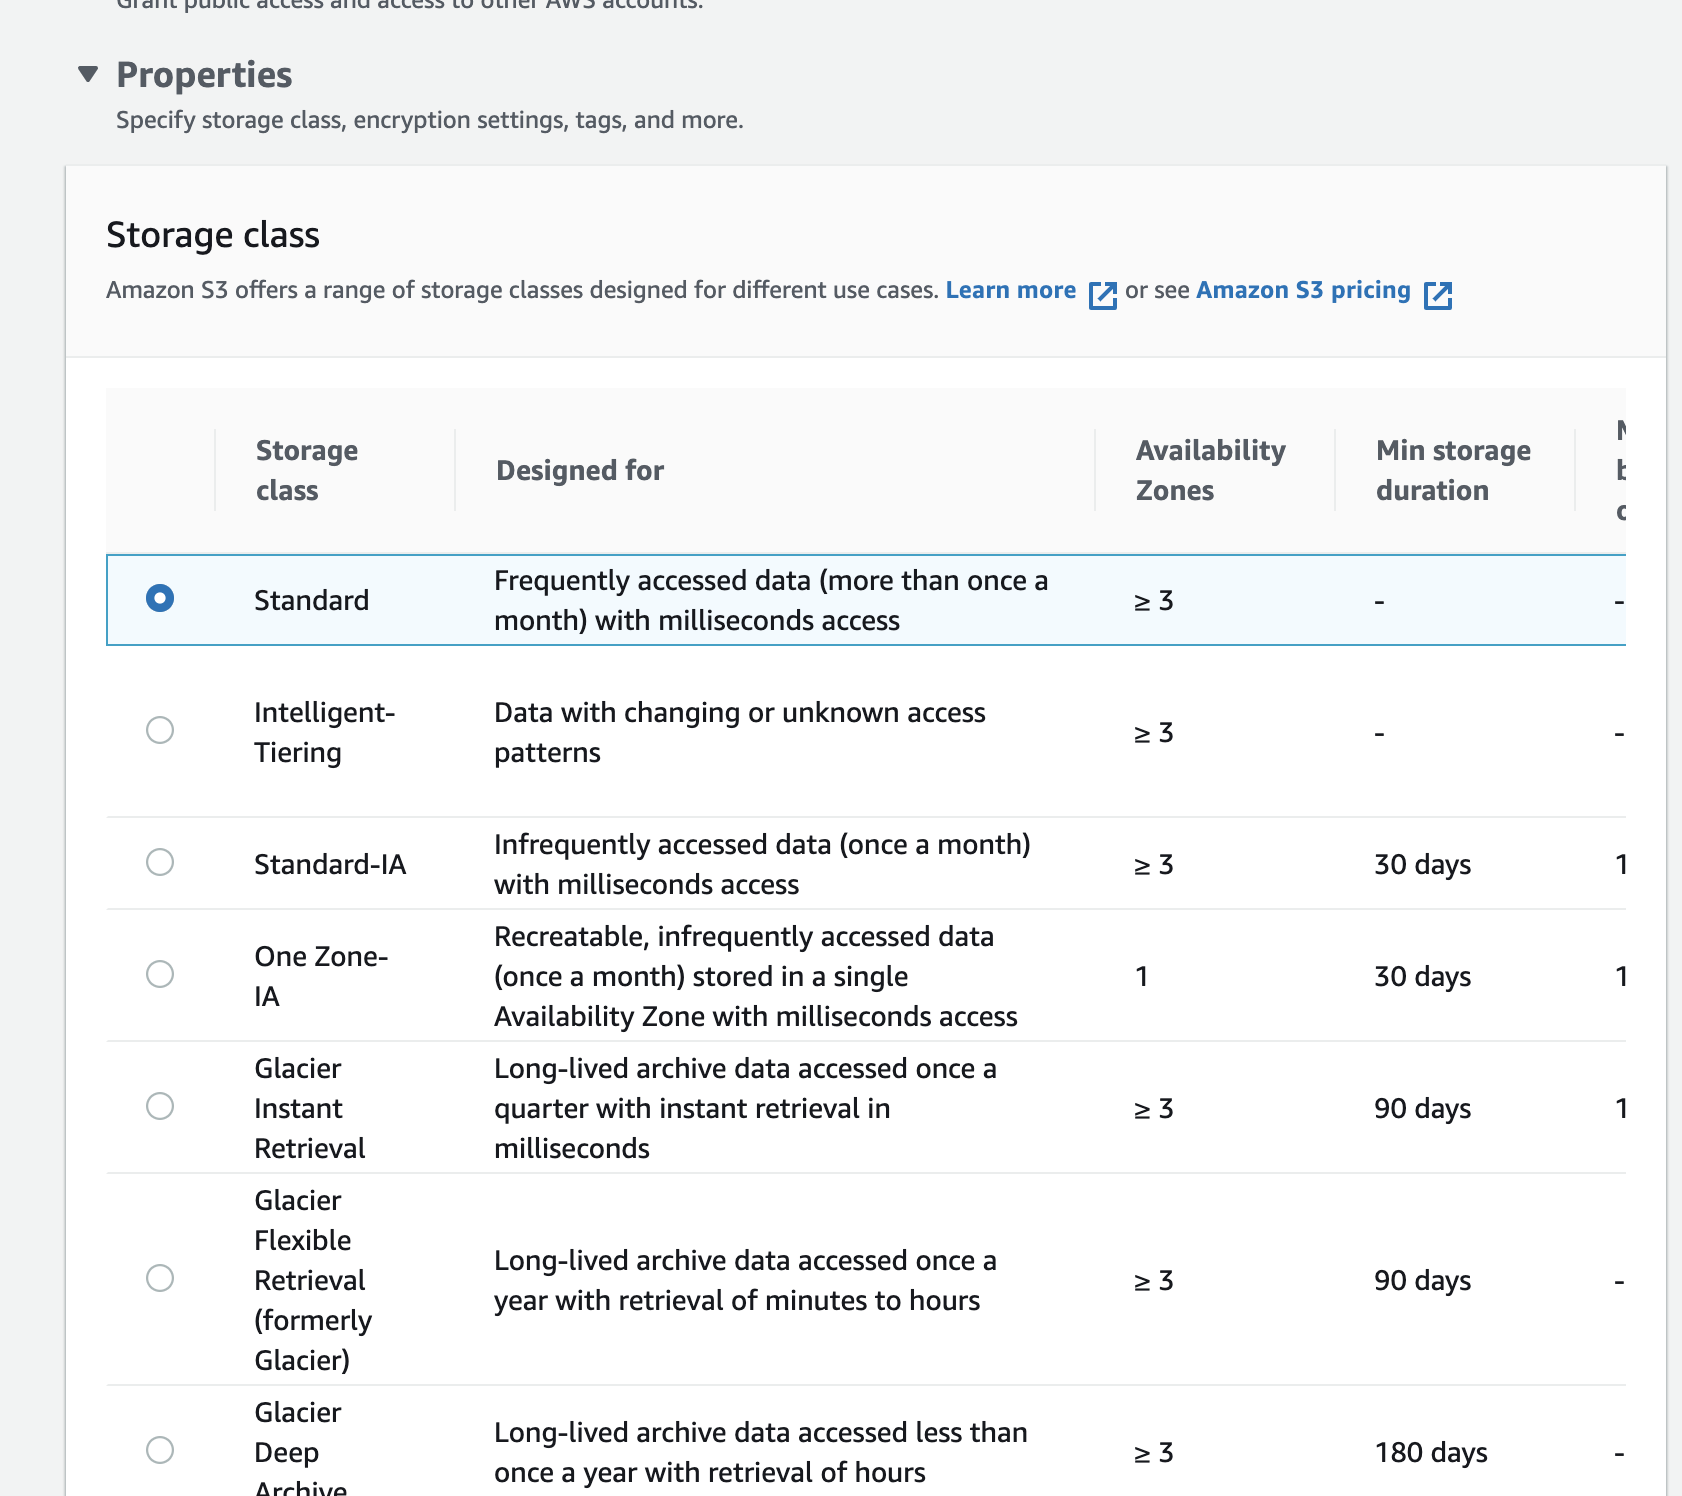 Grant public access and access to other AWS accounts.
Properties
Specify storage class, encryption settings, tags, and more.
Storage class
Amazon S3 offers a range of storage classes designed for different use cases. Learn more or see Amazon S3 pricing
Storage
class
Designed for
Availability
Zones
Min storage
duration
Standard
Frequently accessed data (more than once a
month) with milliseconds access
≥ 3
-
-
Intelligent-
Tiering
Data with changing or unknown access
patterns
≥ 3
-
-
Standard-IA
Infrequently accessed data (once a month)
with milliseconds access
≥ 3
30 days
1
One Zone-
IA
Recreatable, infrequently accessed data
(once a month) stored in a single
Availability Zone with milliseconds access
1
30 days
1
Glacier
Instant
Retrieval
Long-lived archive data accessed once a
quarter with instant retrieval in
milliseconds
≥ 3
90 days
1
Glacier
Flexible
Retrieval
(formerly
Glacier)
Long-lived archive data accessed once a
year with retrieval of minutes to hours
≥ 3
90 days
-
Glacier
Deep
Archive
Long-lived archive data accessed less than
once a year with retrieval of hours
≥ 3
180 days
-